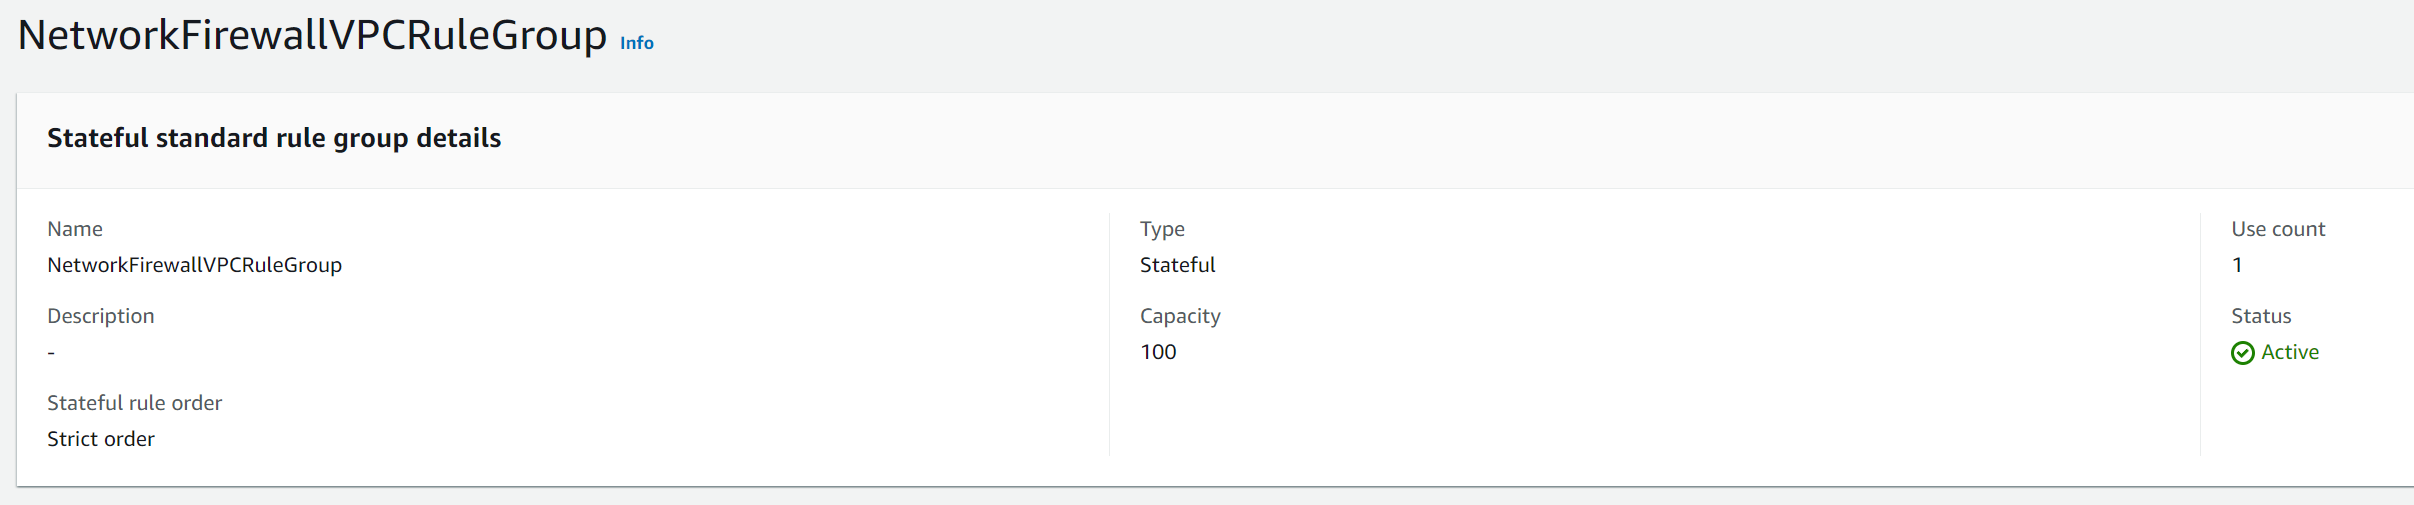 NetworkFirewallVPCRuleGroup Info
Stateful standard rule group details
Name
NetworkFirewallVPCRuleGroup
Description
-
Stateful rule order
Strict order
Type
Stateful
Capacity
100
Use count
1
Status
Active